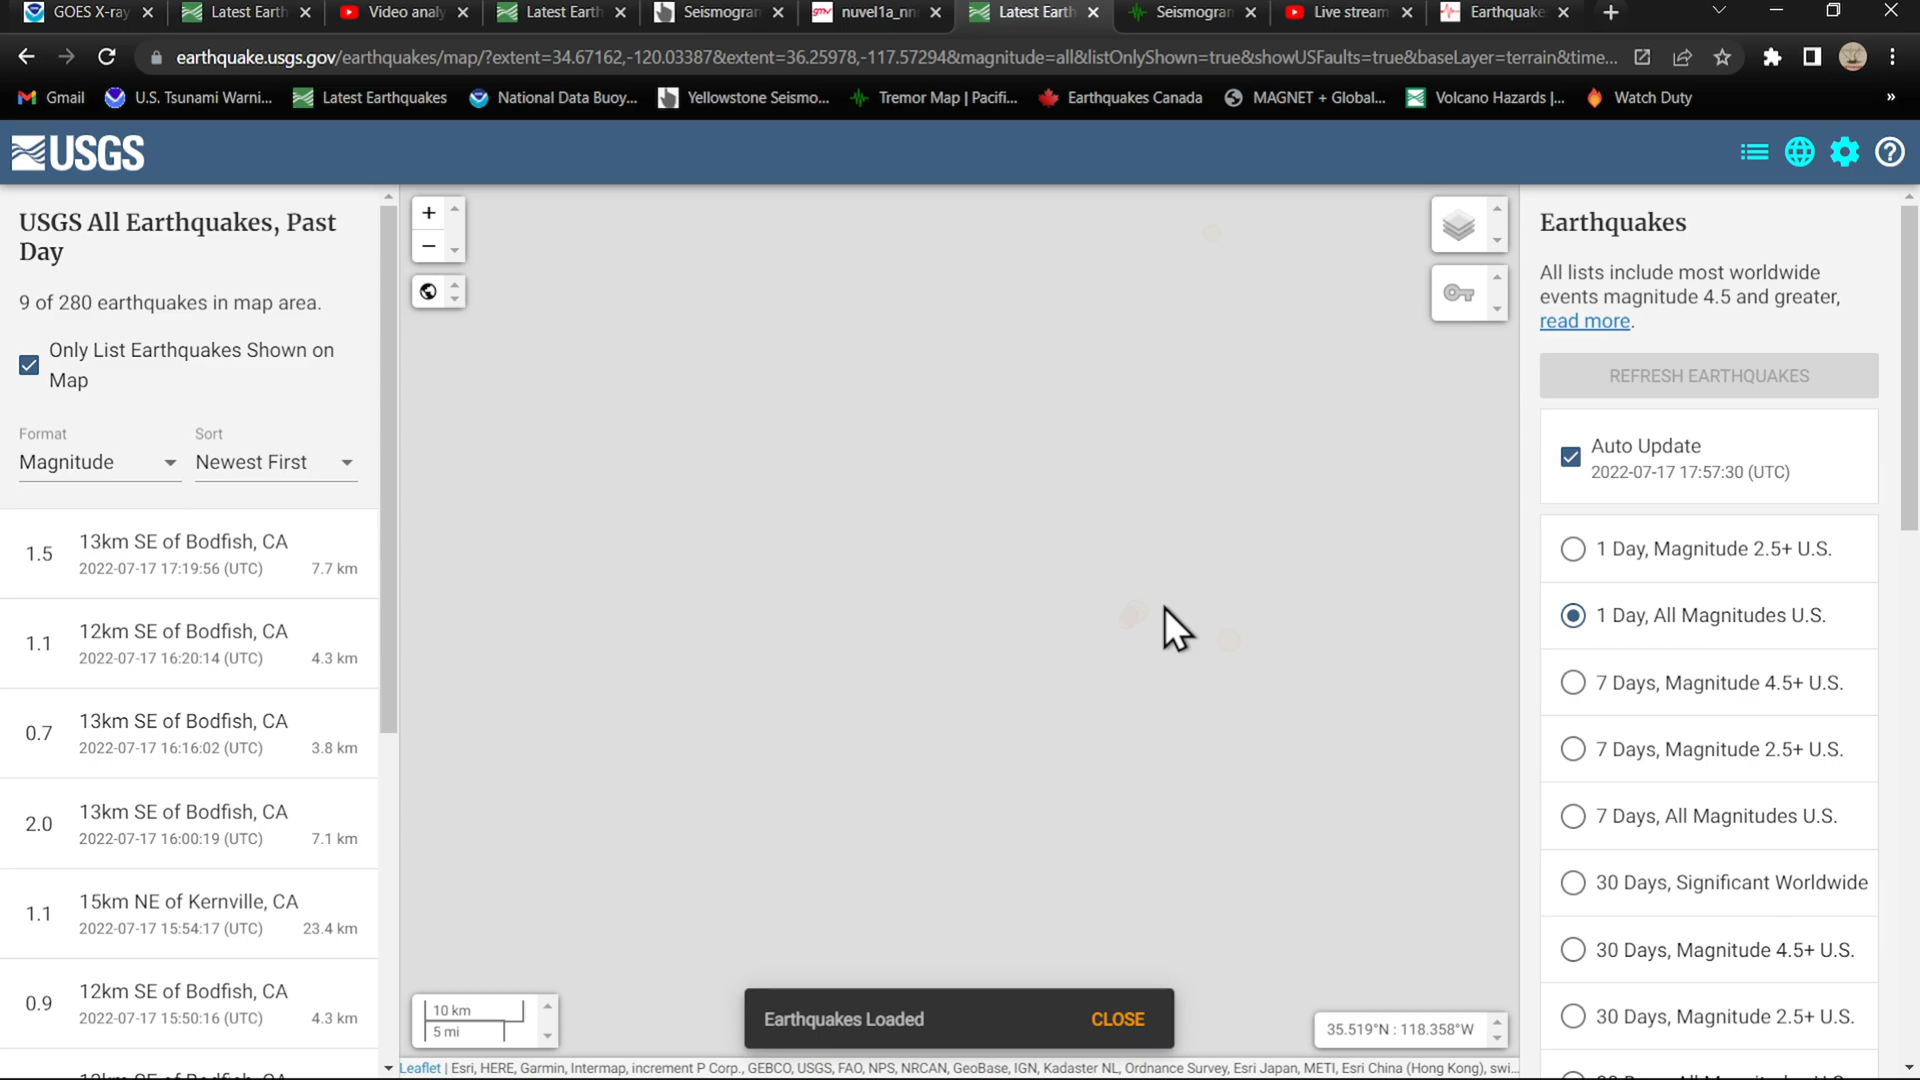 GOES X-ray
Latest Earth
Video analy
Latest Earth
Seismogran
gmv nuvel1a_nn
Latest Earth
Seismogran
Live stream
Earthquake
earthquake.usgs.gov/earthquakes/map/?extent=34.67162,-120.03387&extent=36.25978,-117.57294&magnitude=all&listOnlyShown=true&showUSFaults=true&baseLayer=terrain&time...
Gmail
U.S. Tsunami Warni...
Latest Earthquakes
National Data Buoy...
Yellowstone Seismo...
Tremor Map | Pacifi...
Earthquakes Canada
MAGNET + Global...
Volcano Hazards |...
Watch Duty
»
USGS
USGS All Earthquakes, Past
Day
9 of 280 earthquakes in map area.
Only List Earthquakes Shown on
Map
Format
Magnitude
Sort
Newest First
1.5
13km SE of Bodfish, CA
2022-07-17 17:19:56 (UTC) 7.7 km
1.1
12km SE of Bodfish, CA
2022-07-17 16:20:14 (UTC) 4.3 km
0.7
13km SE of Bodfish, CA
2022-07-17 16:16:02 (UTC) 3.8 km
2.0
13km SE of Bodfish, CA
2022-07-17 16:00:19 (UTC) 7.1 km
1.1
15km NE of Kernville, CA
2022-07-17 15:54:17 (UTC) 23.4 km
0.9
12km SE of Bodfish, CA
2022-07-17 15:50:16 (UTC) 4.3 km
+
−
10 km
5 mi
Earthquakes Loaded CLOSE
35.519°N : 118.358°W
Leaflet | Esri, HERE, Garmin, Intermap, increment P Corp., GEBCO, USGS, FAO, NPS, NRCAN, GeoBase, IGN, Kadaster NL, Ordnance Survey, Esri Japan, METI, Esri China (Hong Kong), swi...
Earthquakes
All lists include most worldwide
events magnitude 4.5 and greater,
read more.
REFRESH EARTHQUAKES
Auto Update
2022-07-17 17:57:30 (UTC)
1 Day, Magnitude 2.5+ U.S.
1 Day, All Magnitudes U.S.
7 Days, Magnitude 4.5+ U.S.
7 Days, Magnitude 2.5+ U.S.
7 Days, All Magnitudes U.S.
30 Days, Significant Worldwide
30 Days, Magnitude 4.5+ U.S.
30 Days, Magnitude 2.5+ U.S.